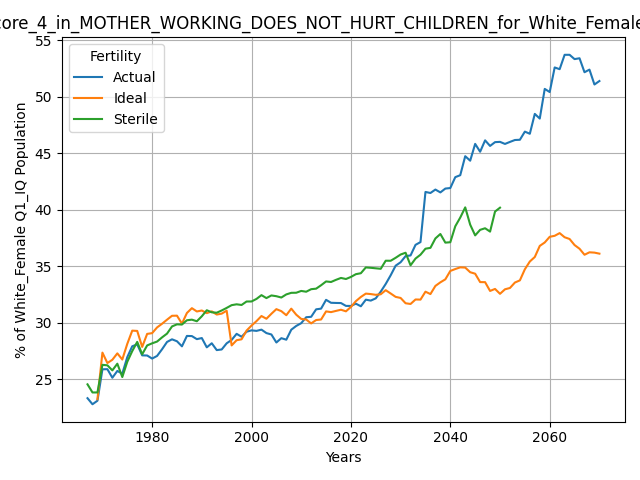 core_4_in_MOTHER_WORKING_DOES_NOT_HURT_CHILDREN_for_White_Female
Fertility
Actual
Ideal
Sterile
% of White_Female Q1_IQ Population
55
50
45
40
35
30
25
1980 2000 2020 2040 2060
Years